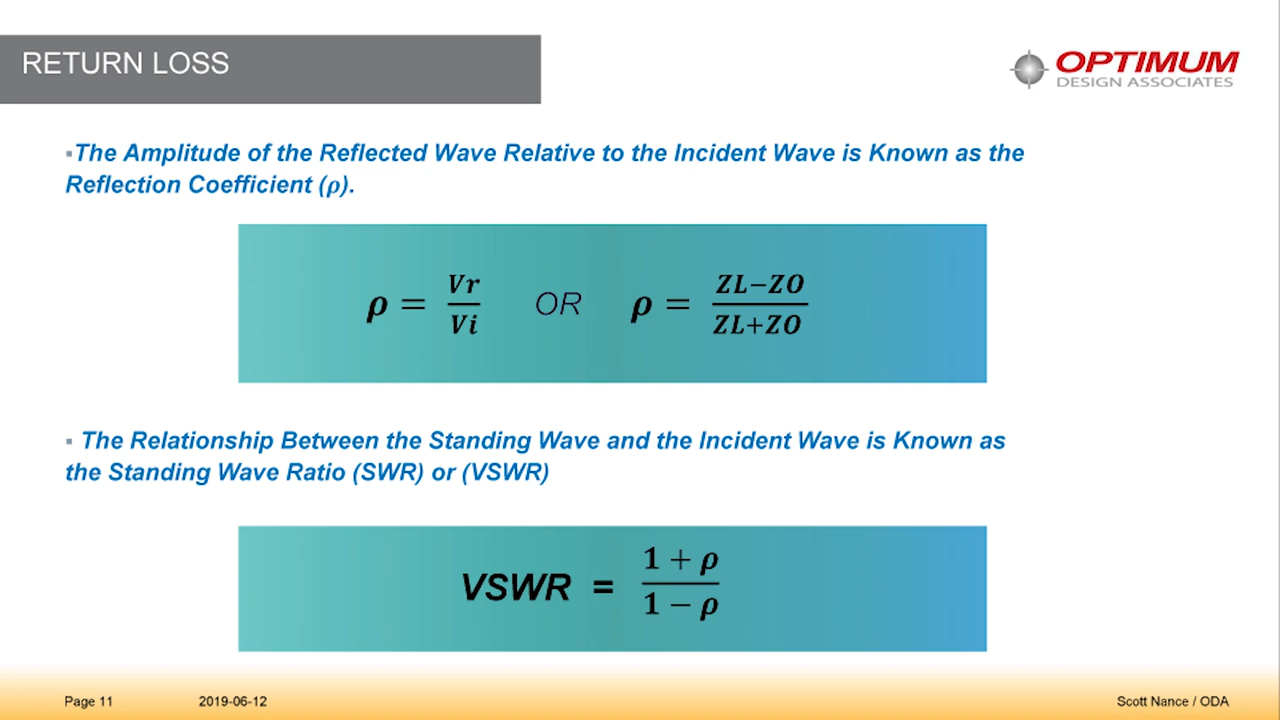 RETURN LOSS
OPTIMUM
DESIGN ASSOCIATES
▪The Amplitude of the Reflected Wave Relative to the Incident Wave is Known as the
Reflection Coefficient (ρ).
ρ = Vr/Vi OR ρ = ZL−ZO/ZL+ZO
▪ The Relationship Between the Standing Wave and the Incident Wave is Known as
the Standing Wave Ratio (SWR) or (VSWR)
VSWR = 1 + ρ/1 − ρ
Page 11 2019-06-12 Scott Nance / ODA